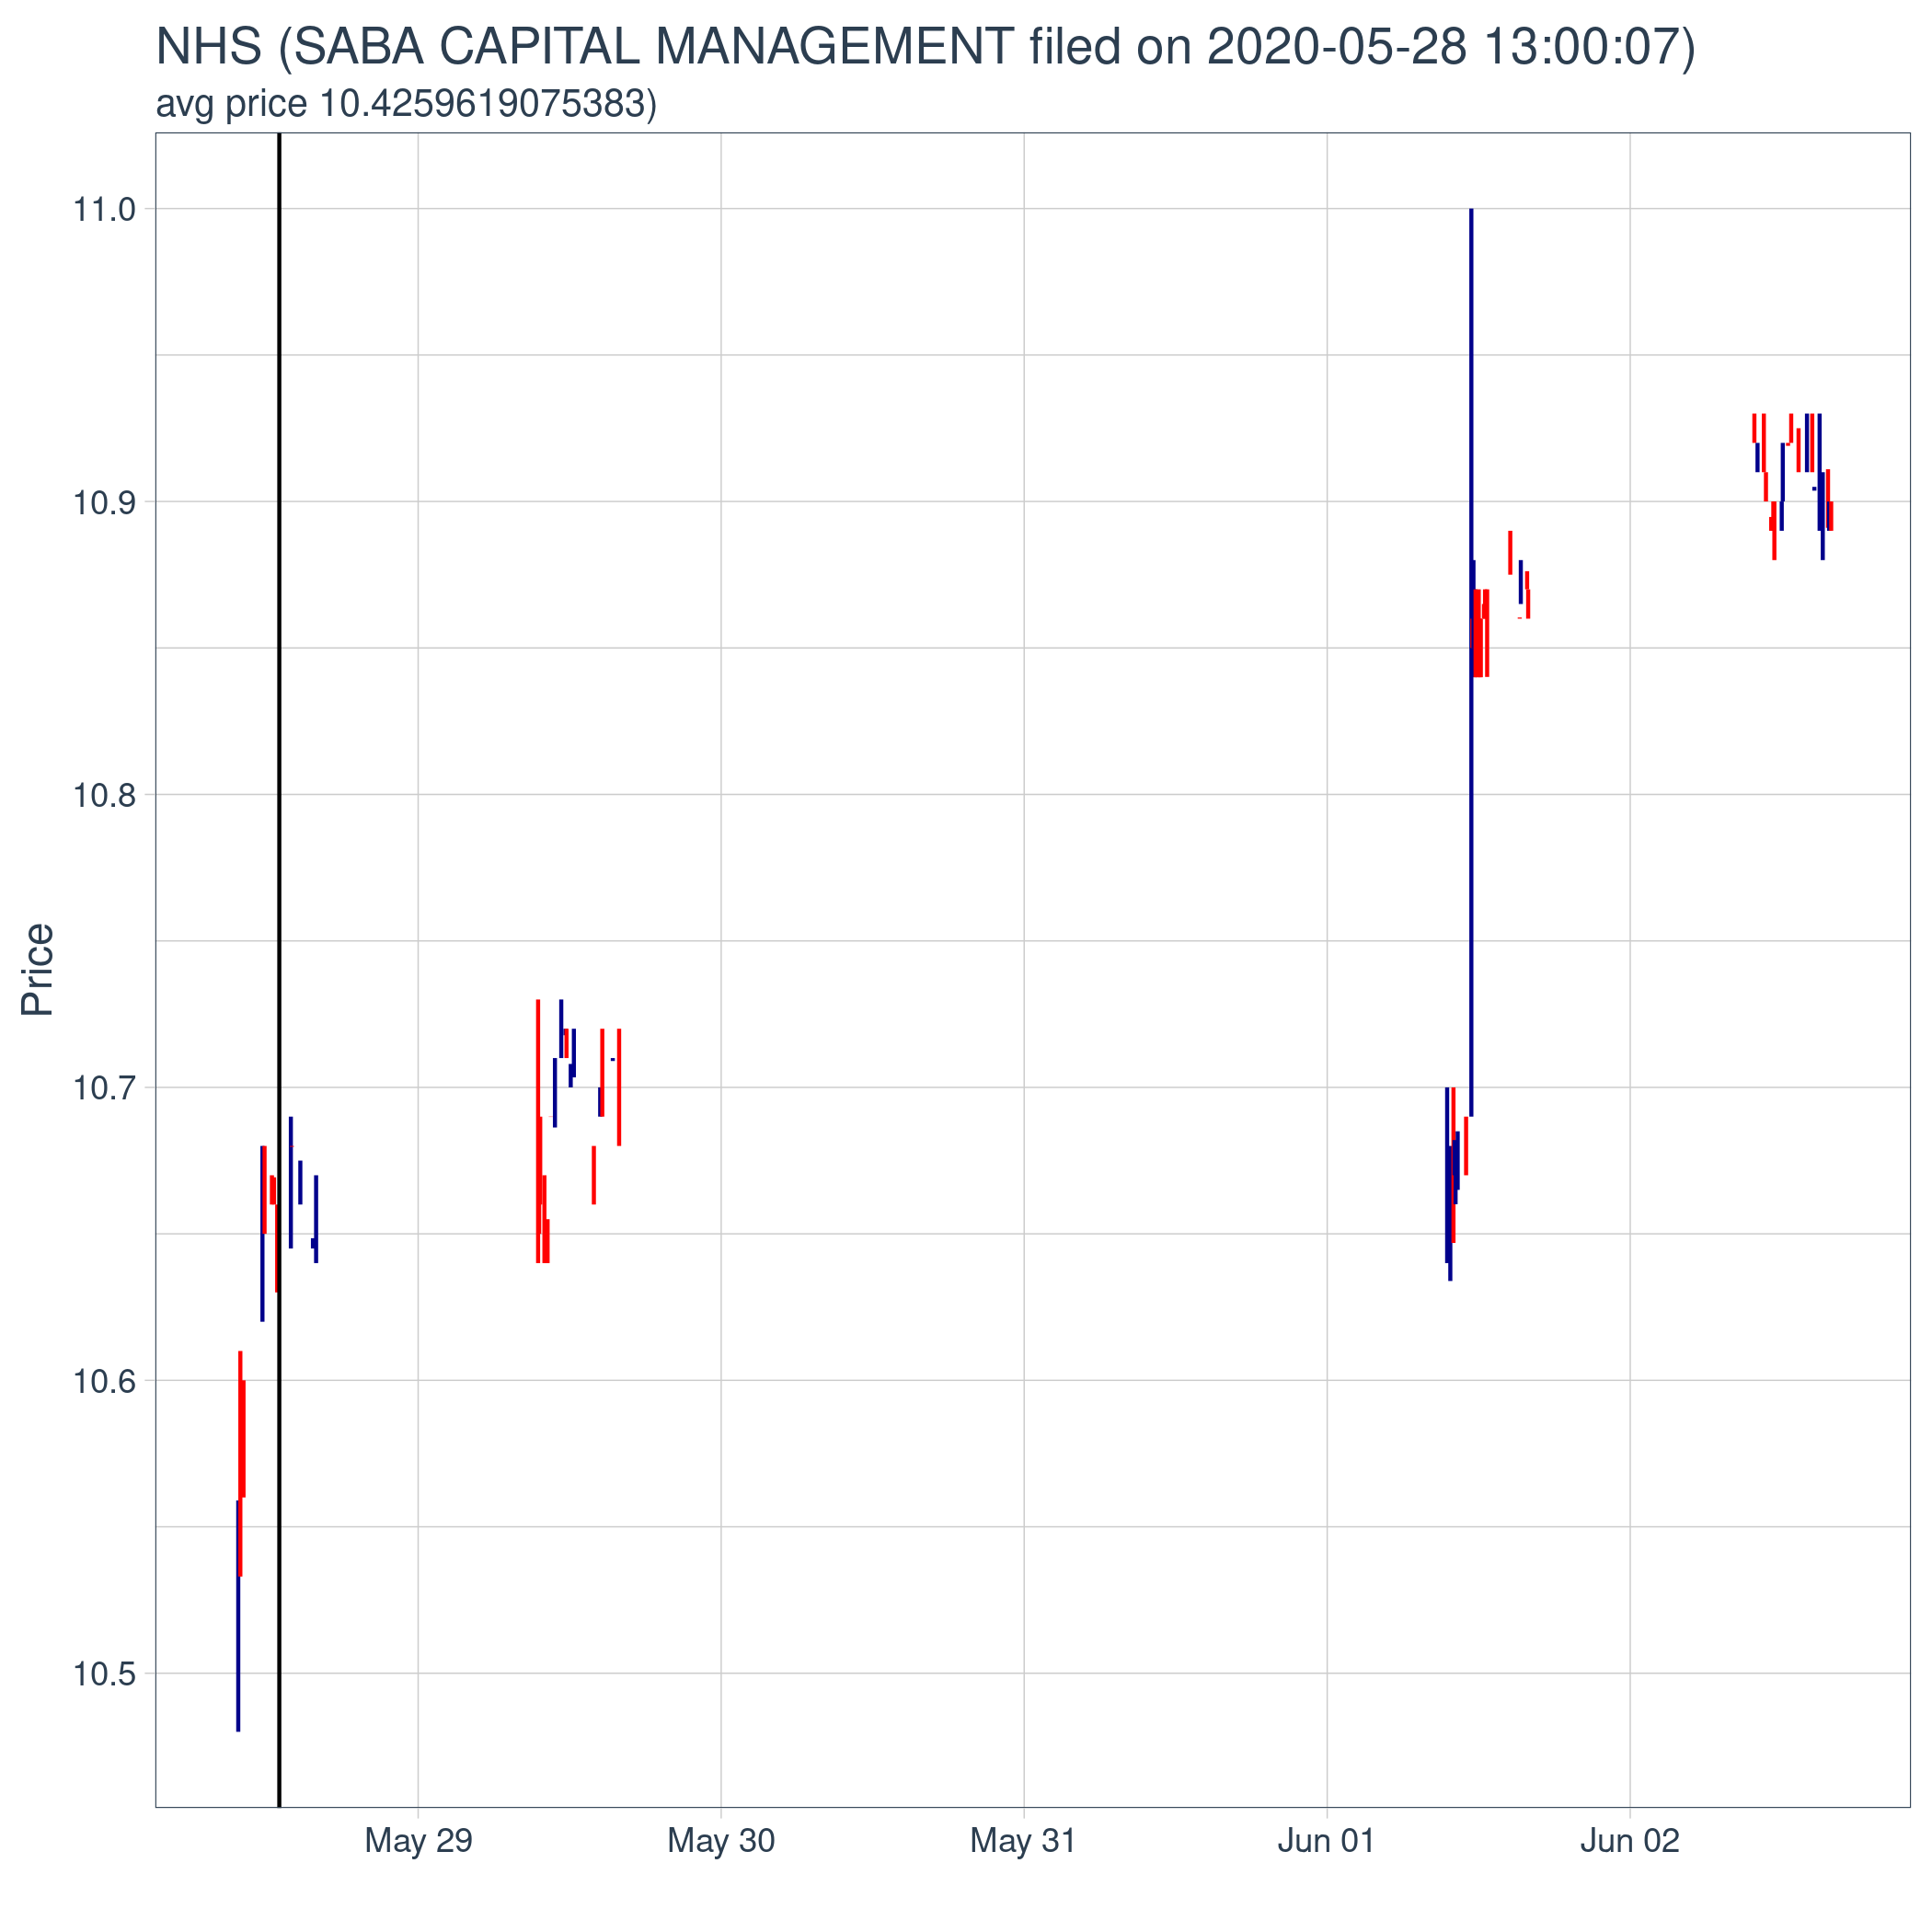 NHS (SABA CAPITAL MANAGEMENT filed on 2020-05-28 13:00:07)
avg price 10.4259619075383)
11.0
10.9
10.8
10.7
10.6
10.5
Price
May 29 May 30 May 31 Jun 01 Jun 02